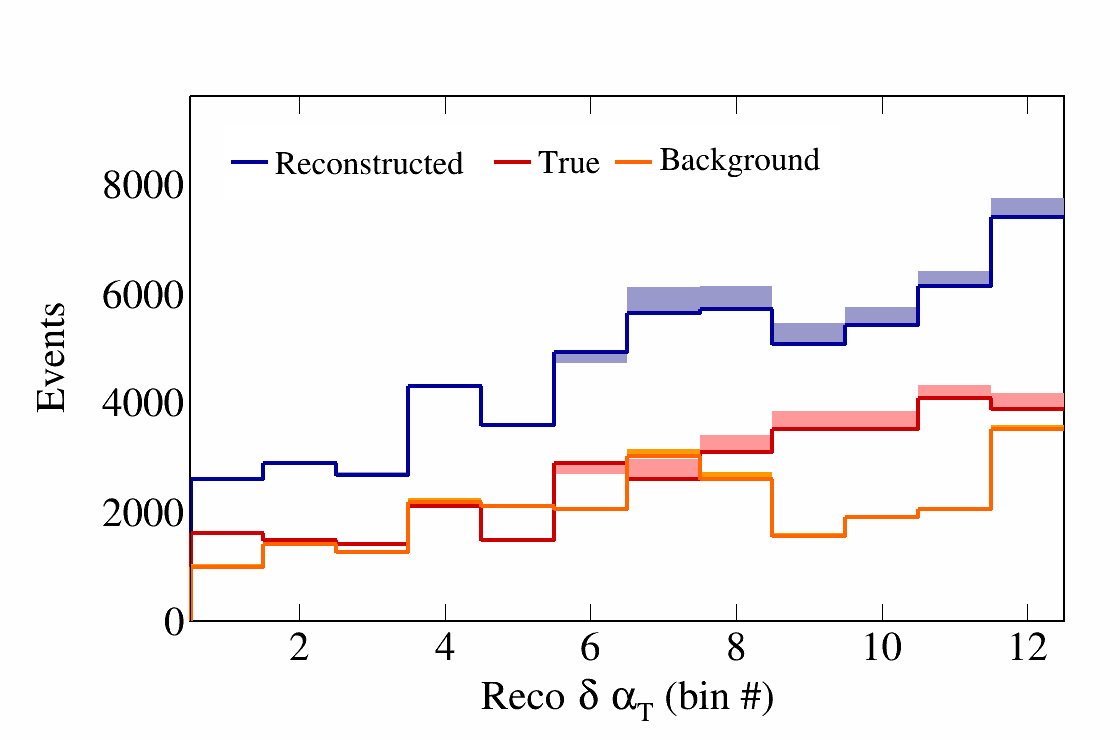 Reconstructed True Background
8000
6000
4000
2000
0
Events
2 4 6 8 10 12
Reco δ α_T (bin #)